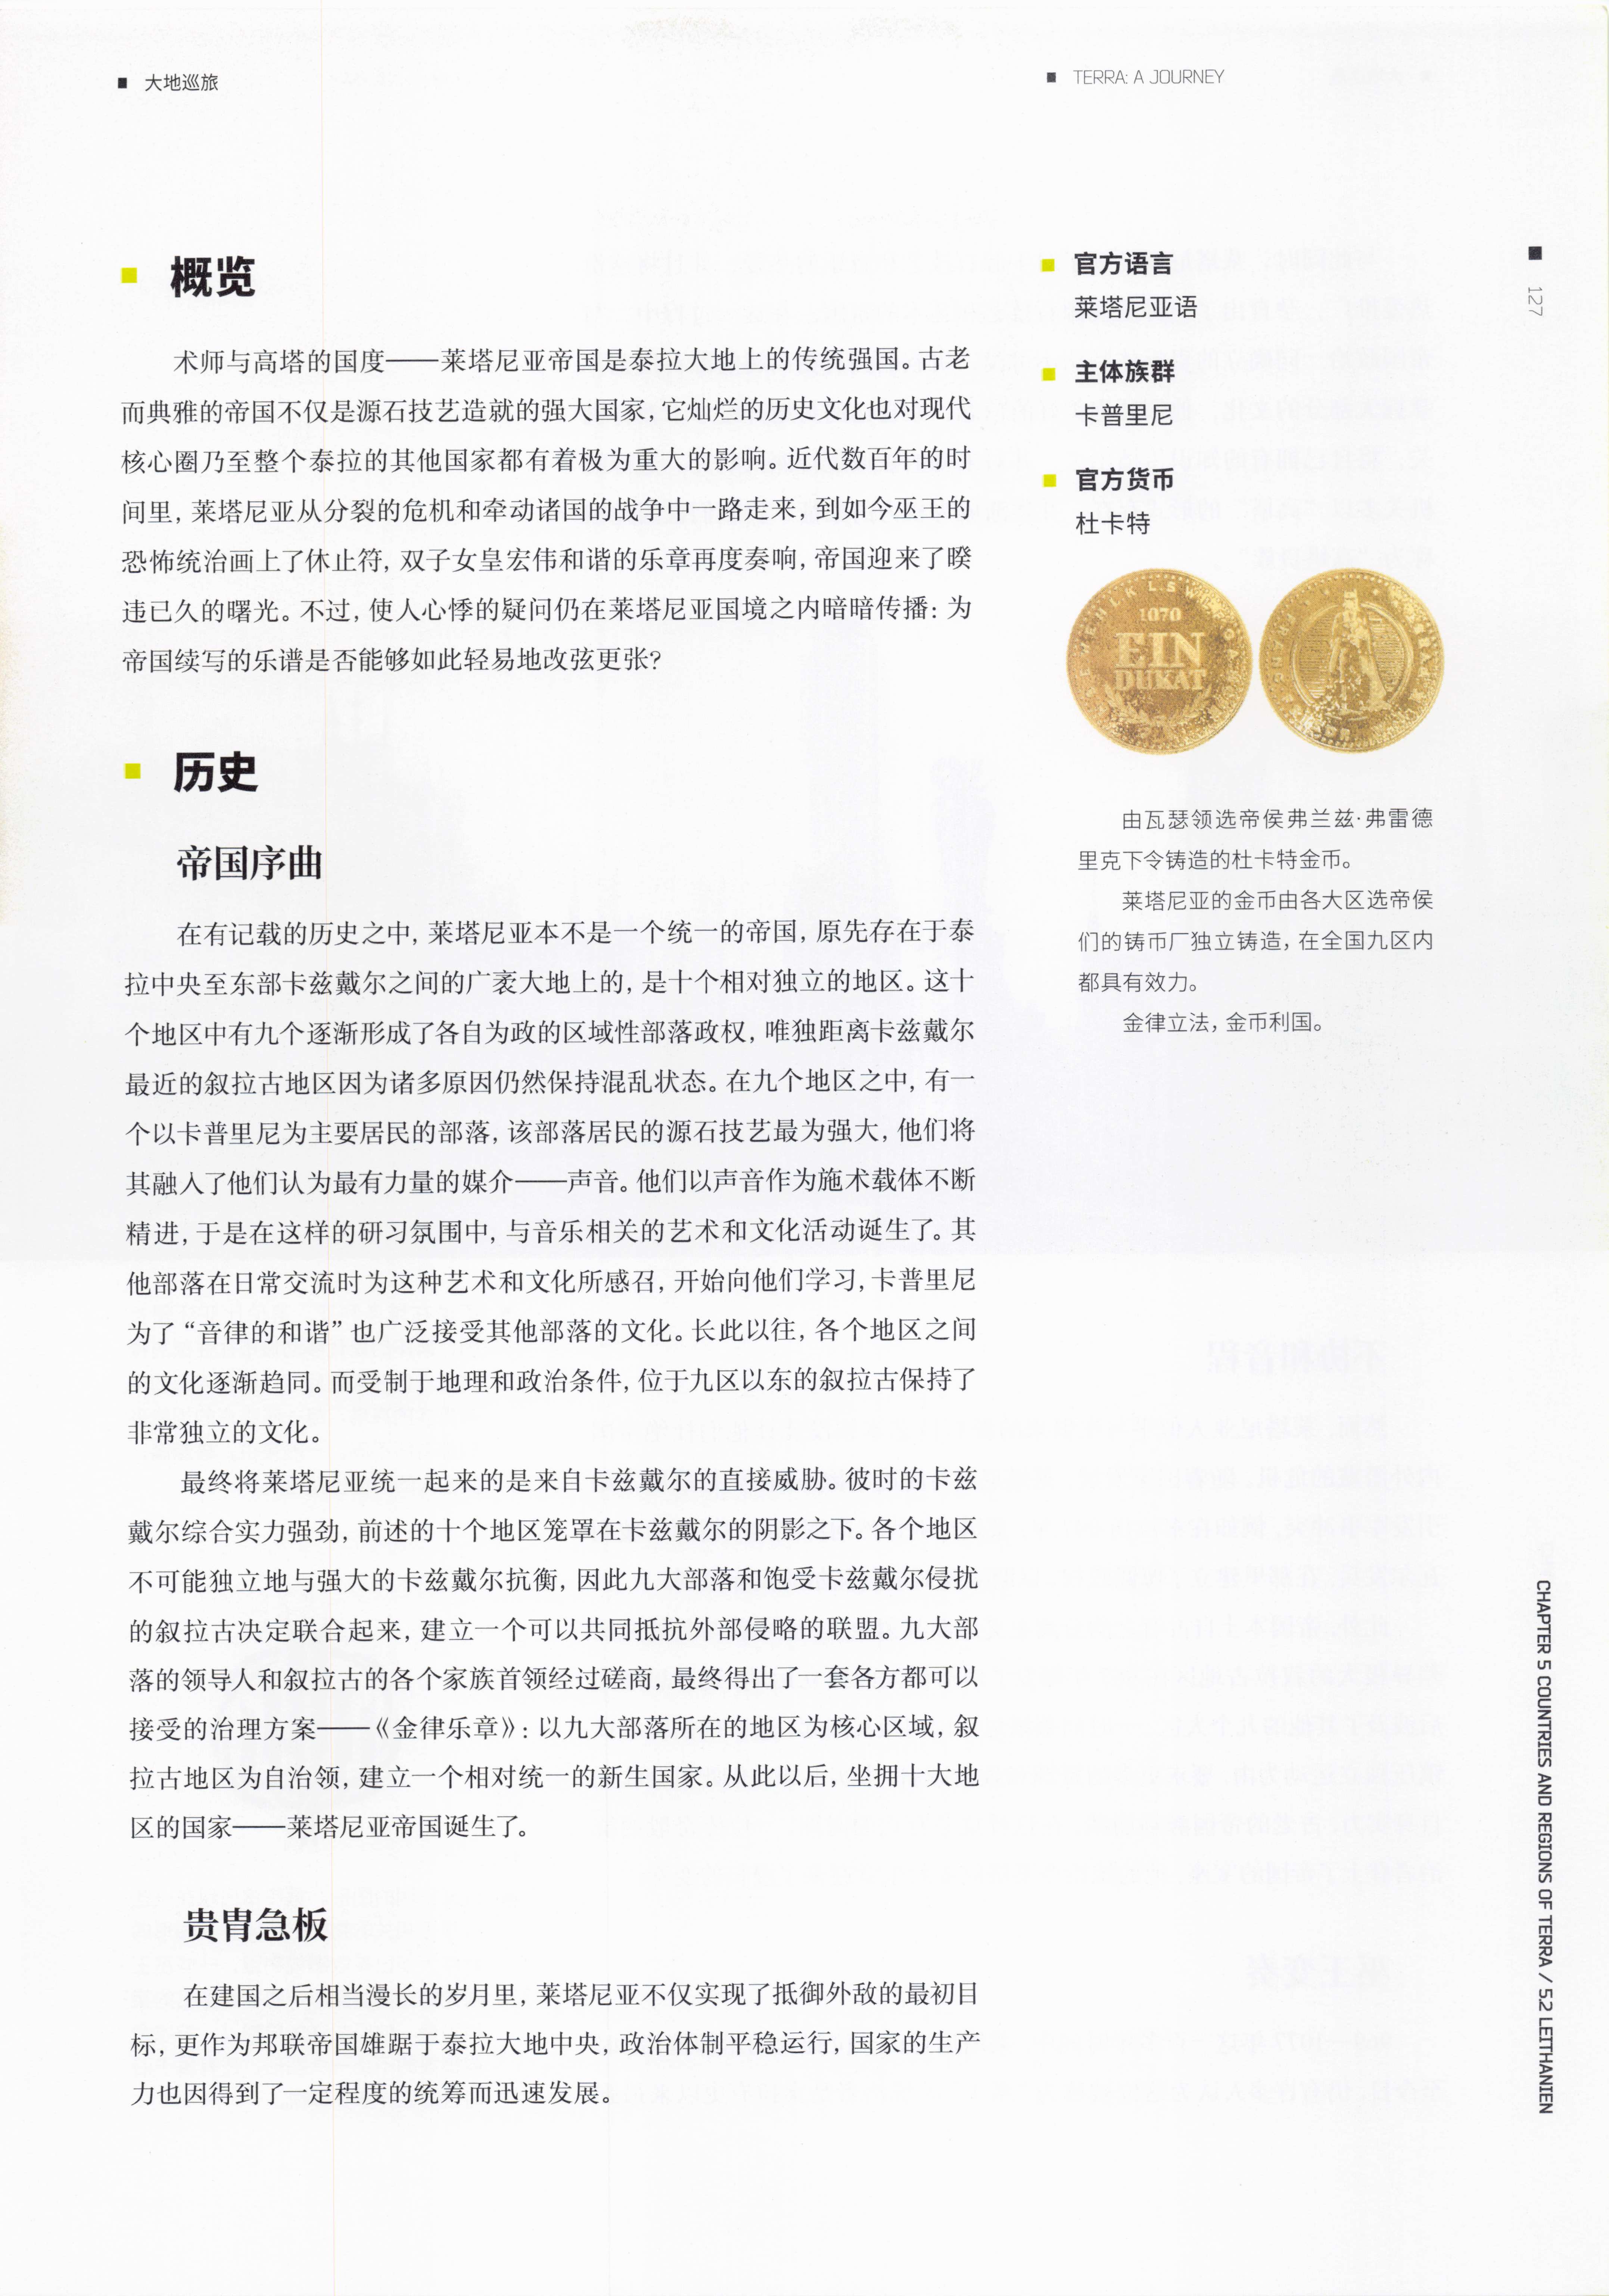 大地巡旅
TERRA: A JOURNEY
概览
术师与高塔的国度——莱塔尼亚帝国是泰拉大地上的传统强国。古老
而典雅的帝国不仅是源石技艺造就的强大国家，它灿烂的历史文化也对现代
核心圈乃至整个泰拉的其他国家都有着极为重大的影响。近代数百年的时
间里，莱塔尼亚从分裂的危机和牵动诸国的战争中一路走来，到如今巫王的
恐怖统治画上了休止符，双子女皇宏伟和谐的乐章再度奏响，帝国迎来了暌
违已久的曙光。不过，使人心悸的疑问仍在莱塔尼亚国境之内暗暗传播：为
帝国续写的乐谱是否能够如此轻易地改弦更张？
历史
帝国序曲
在有记载的历史之中，莱塔尼亚本不是一个统一的帝国，原先存在于泰
拉中央至东部卡兹戴尔之间的广袤大地上的，是十个相对独立的地区。这十
个地区中有九个逐渐形成了各自为政的区域性部落政权，唯独距离卡兹戴尔
最近的叙拉古地区因为诸多原因仍然保持混乱状态。在九个地区之中，有一
个以卡普里尼为主要居民的部落，该部落居民的源石技艺最为强大，他们将
其融入了他们认为最有力量的媒介——声音。他们以声音作为施术载体不断
精进，于是在这样的研习氛围中，与音乐相关的艺术和文化活动诞生了。其
他部落在日常交流时为这种艺术和文化所感召，开始向他们学习，卡普里尼
为了“音律的和谐”也广泛接受其他部落的文化。长此以往，各个地区之间
的文化逐渐趋同。而受制于地理和政治条件，位于九区以东的叙拉古保持了
非常独立的文化。
最终将莱塔尼亚统一起来的是来自卡兹戴尔的直接威胁。彼时的卡兹
戴尔综合实力强劲，前述的十个地区笼罩在卡兹戴尔的阴影之下。各个地区
不可能独立地与强大的卡兹戴尔抗衡，因此九大部落和饱受卡兹戴尔侵扰
的叙拉古决定联合起来，建立一个可以共同抵抗外部侵略的联盟。九大部
落的领导人和叙拉古的各个家族首领经过磋商，最终得出了一套各方都可以
接受的治理方案——《金律乐章》：以九大部落所在的地区为核心区域，叙
拉古地区为自治领，建立一个相对统一的新生国家。从此以后，坐拥十大地
区的国家——莱塔尼亚帝国诞生了。
贵胄急板
在建国之后相当漫长的岁月里，莱塔尼亚不仅实现了抵御外敌的最初目
标，更作为邦联帝国雄踞于泰拉大地中央，政治体制平稳运行，国家的生产
力也因得到了一定程度的统筹而迅速发展。
官方语言
莱塔尼亚语
主体族群
卡普里尼
官方货币
杜卡特
1070
EIN
DUKAT
由瓦瑟领选帝侯弗兰兹·弗雷德
里克下令铸造的杜卡特金币。
莱塔尼亚的金币由各大区选帝侯
们的铸币厂独立铸造，在全国九区内
都具有效力。
金律立法，金币利国。
127
CHAPTER 5 COUNTRIES AND REGIONS OF TERRA / 5.2 LEITHANIEN